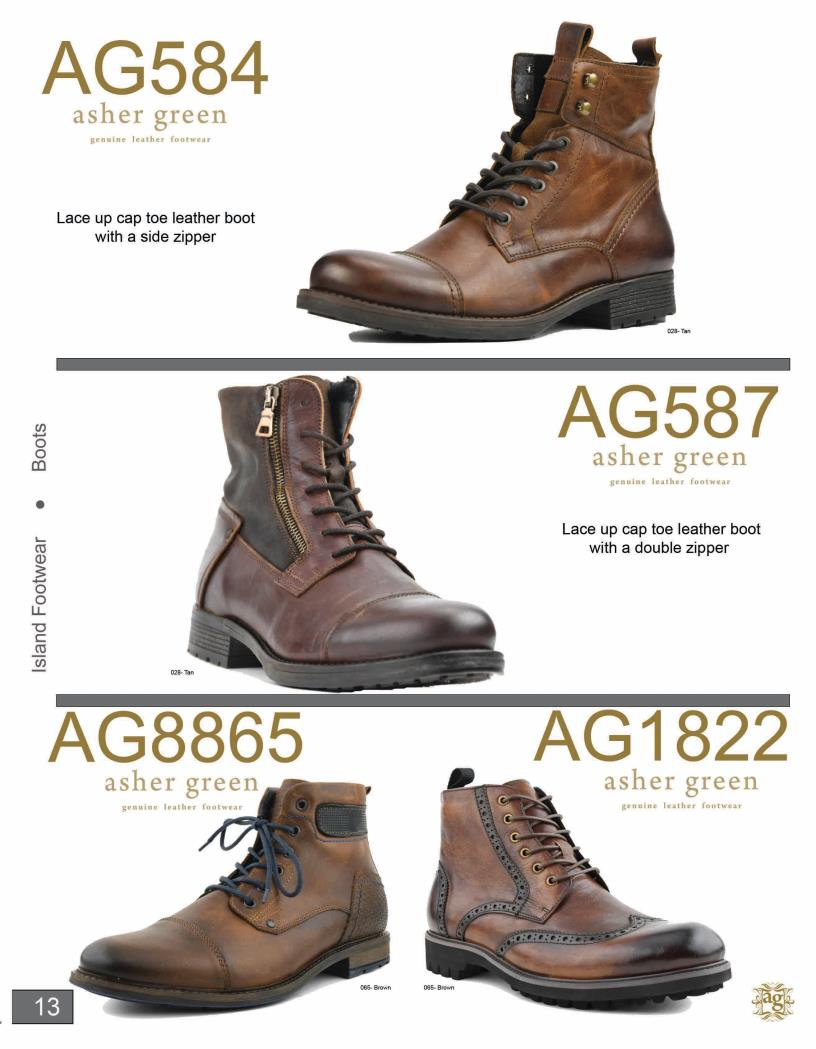 AG584
asher green
genuine leather footwear
Lace up cap toe leather boot
with a side zipper
028- Tan
AG587
asher green
genuine leather footwear
Lace up cap toe leather boot
with a double zipper
028- Tan
Island Footwear • Boots
AG8865
asher green
genuine leather footwear
065- Brown
AG1822
asher green
genuine leather footwear
065- Brown
13
ag